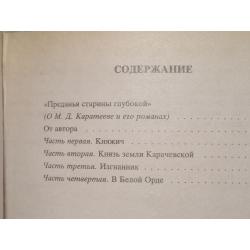 СОДЕРЖАНИЕ
«Преданья старины глубокой»
(О М. Д. Каратееве и его романах)
От автора
Часть первая. Княжич
Часть вторая. Князь земли Карачевской
Часть третья. Изгнанник
Часть четвертая. В Белой Орде